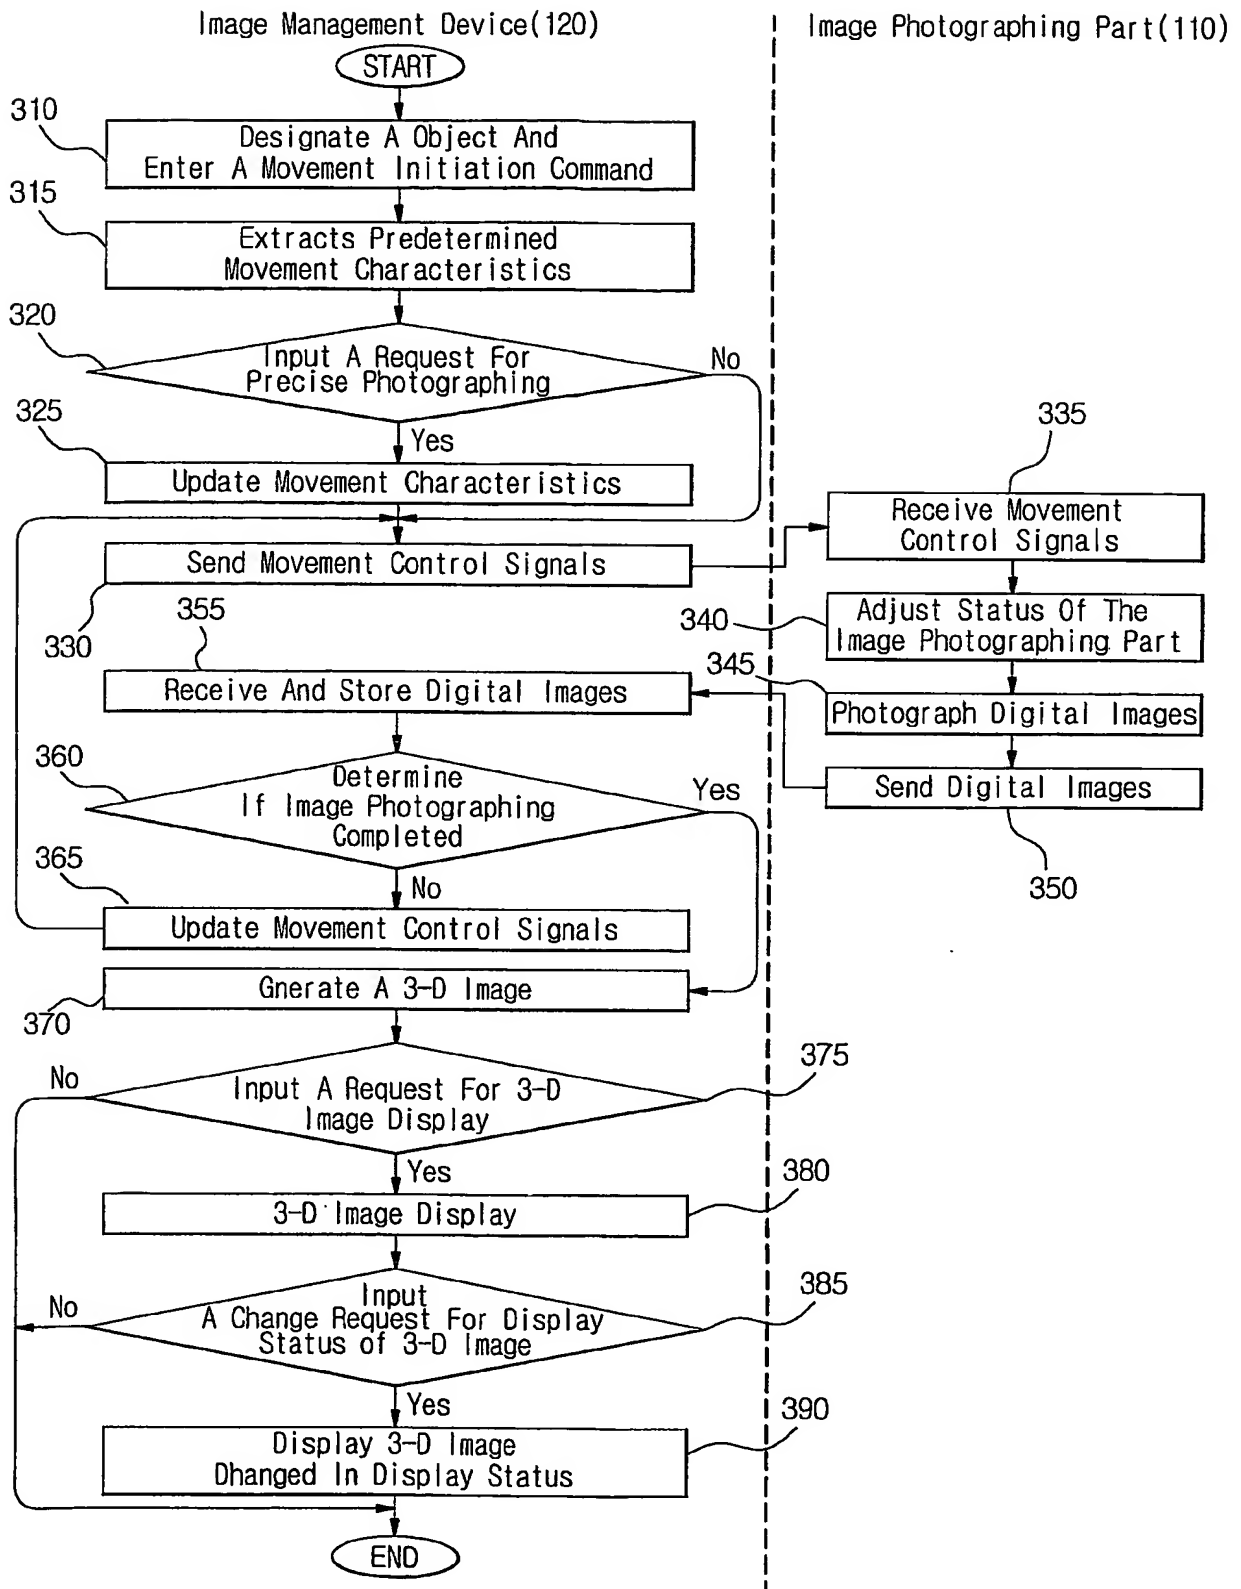 Image Management Device(120)
Image Photographing Part(110)
START
310
Designate A Object And
Enter A Movement Initiation Command
315
Extracts Predetermined
Movement Characteristics
320
Input A Request For
Precise Photographing
No
Yes
325
Update Movement Characteristics
330
Send Movement Control Signals
335
Receive Movement
Control Signals
340
Adjust Status Of The
Image Photographing Part
345
Photograph Digital Images
Send Digital Images
350
355
Receive And Store Digital Images
360
Determine
If Image Photographing
Completed
Yes
No
365
Update Movement Control Signals
Gnerate A 3-D Image
370
Input A Request For 3-D
Image Display
375
No
Yes
380
3-D Image Display
385
Input
A Change Request For Display
Status of 3-D Image
No
Yes
390
Display 3-D Image
Dhanged In Display Status
END